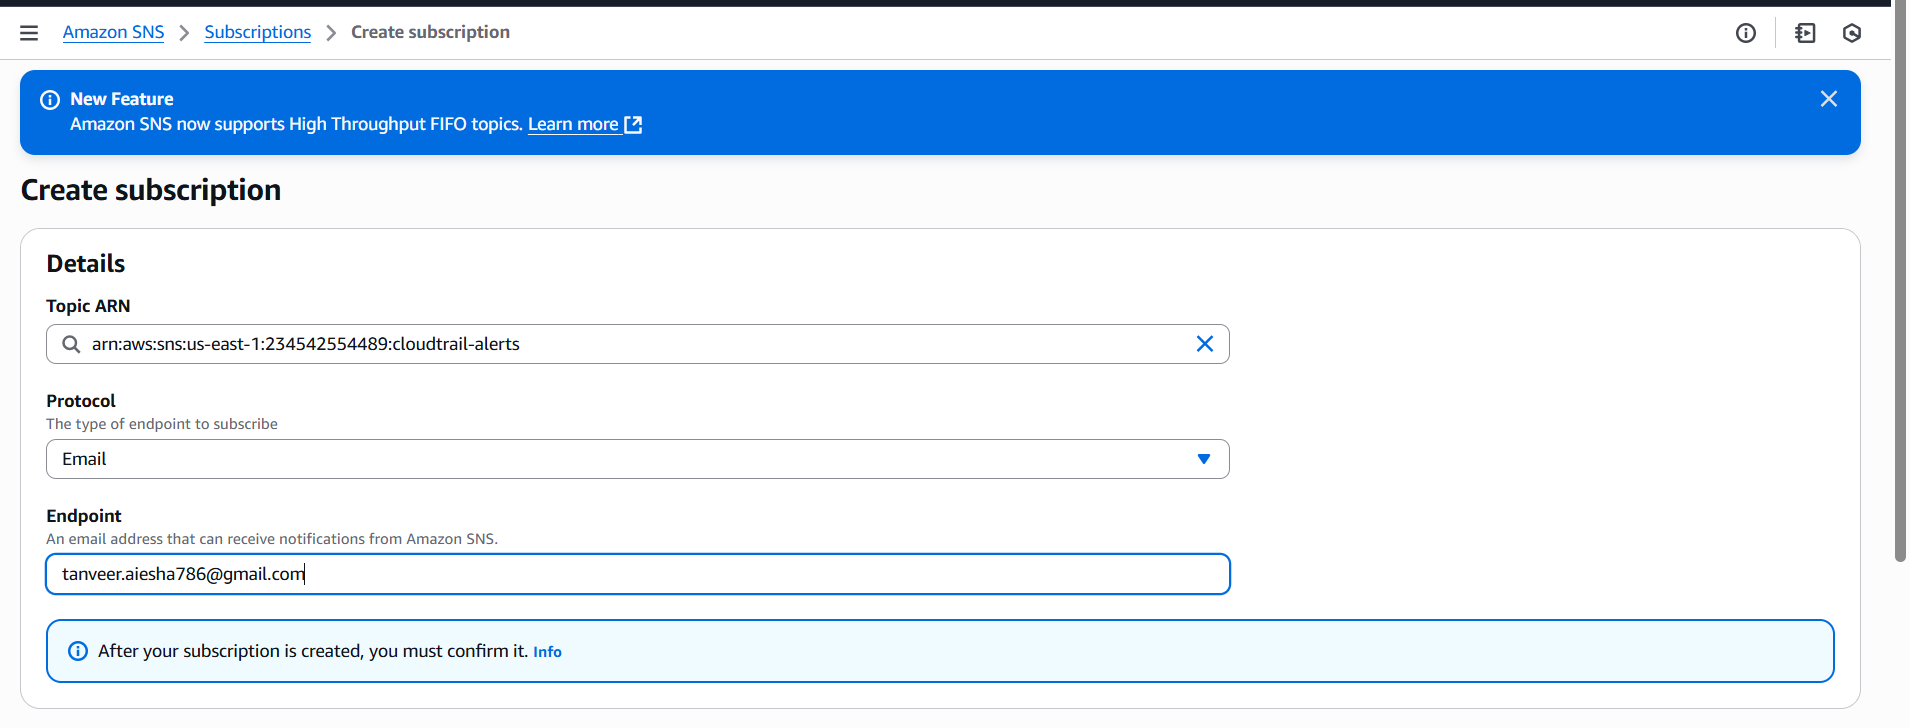 Amazon SNS > Subscriptions > Create subscription
New Feature
Amazon SNS now supports High Throughput FIFO topics. Learn more
Create subscription
Details
Topic ARN
arn:aws:sns:us-east-1:234542554489:cloudtrail-alerts
Protocol
The type of endpoint to subscribe
Email
Endpoint
An email address that can receive notifications from Amazon SNS.
tanveer.aiesha786@gmail.com
After your subscription is created, you must confirm it. Info